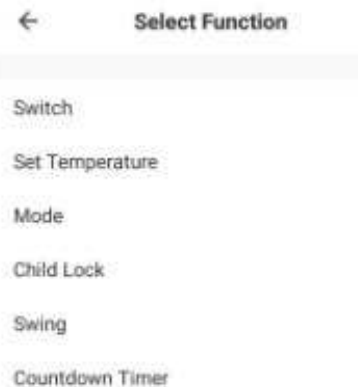 Select Function
Switch
Set Temperature
Mode
Child Lock
Swing
Countdown Timer